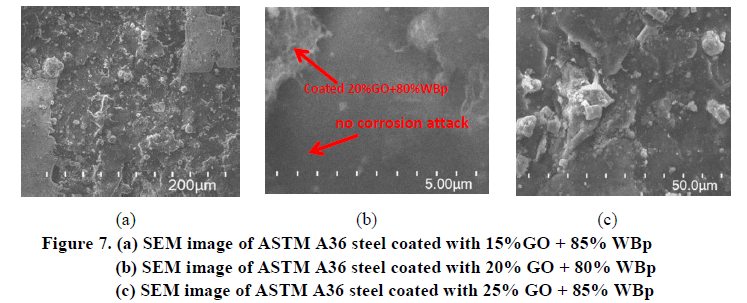 Coated 20%GO+80%WBp
no corrosion attack
200µm
5.00µm
50.0µm
(a)
(b)
(c)
Figure 7. (a) SEM image of ASTM A36 steel coated with 15%GO + 85% WBp
(b) SEM image of ASTM A36 steel coated with 20% GO + 80% WBp
(c) SEM image of ASTM A36 steel coated with 25% GO + 85% WBp